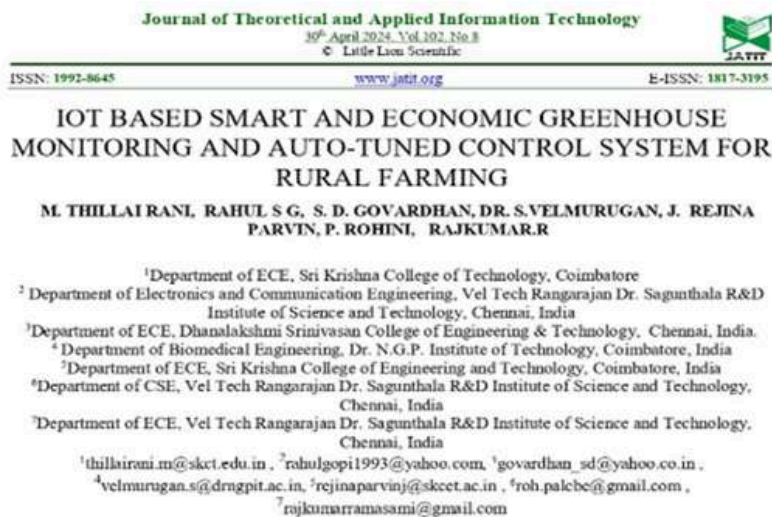 Journal of Theoretical and Applied Information Technology
30th April 2024. Vol.102. No 8
© Little Lion Scientific
JATIT
ISSN: 1992-8645
www.jatit.org
E-ISSN: 1817-3195
IOT BASED SMART AND ECONOMIC GREENHOUSE
MONITORING AND AUTO-TUNED CONTROL SYSTEM FOR
RURAL FARMING
M. THILLAI RANI, RAHUL S G, S. D. GOVARDHAN, DR. S.VELMURUGAN, J. REJINA
PARVIN, P. ROHINI, RAJKUMAR.R
1Department of ECE, Sri Krishna College of Technology, Coimbatore
2 Department of Electronics and Communication Engineering, Vel Tech Rangarajan Dr. Sagunthala R&D
Institute of Science and Technology, Chennai, India
3Department of ECE, Dhanalakshmi Srinivasan College of Engineering & Technology, Chennai, India.
4 Department of Biomedical Engineering, Dr. N.G.P. Institute of Technology, Coimbatore, India
5Department of ECE, Sri Krishna College of Engineering and Technology, Coimbatore, India
6Department of CSE, Vel Tech Rangarajan Dr. Sagunthala R&D Institute of Science and Technology,
Chennai, India
7Department of ECE, Vel Tech Rangarajan Dr. Sagunthala R&D Institute of Science and Technology,
Chennai, India
1thillairani.m@skct.edu.in , 2rahulgopi1993@yahoo.com, 3govardhan_sd@yahoo.co.in ,
4velmurugan.s@drngpit.ac.in, 5rejinaparvinj@skcet.ac.in , 6roh.palcbe@gmail.com ,
7rajkumarramasami@gmail.com